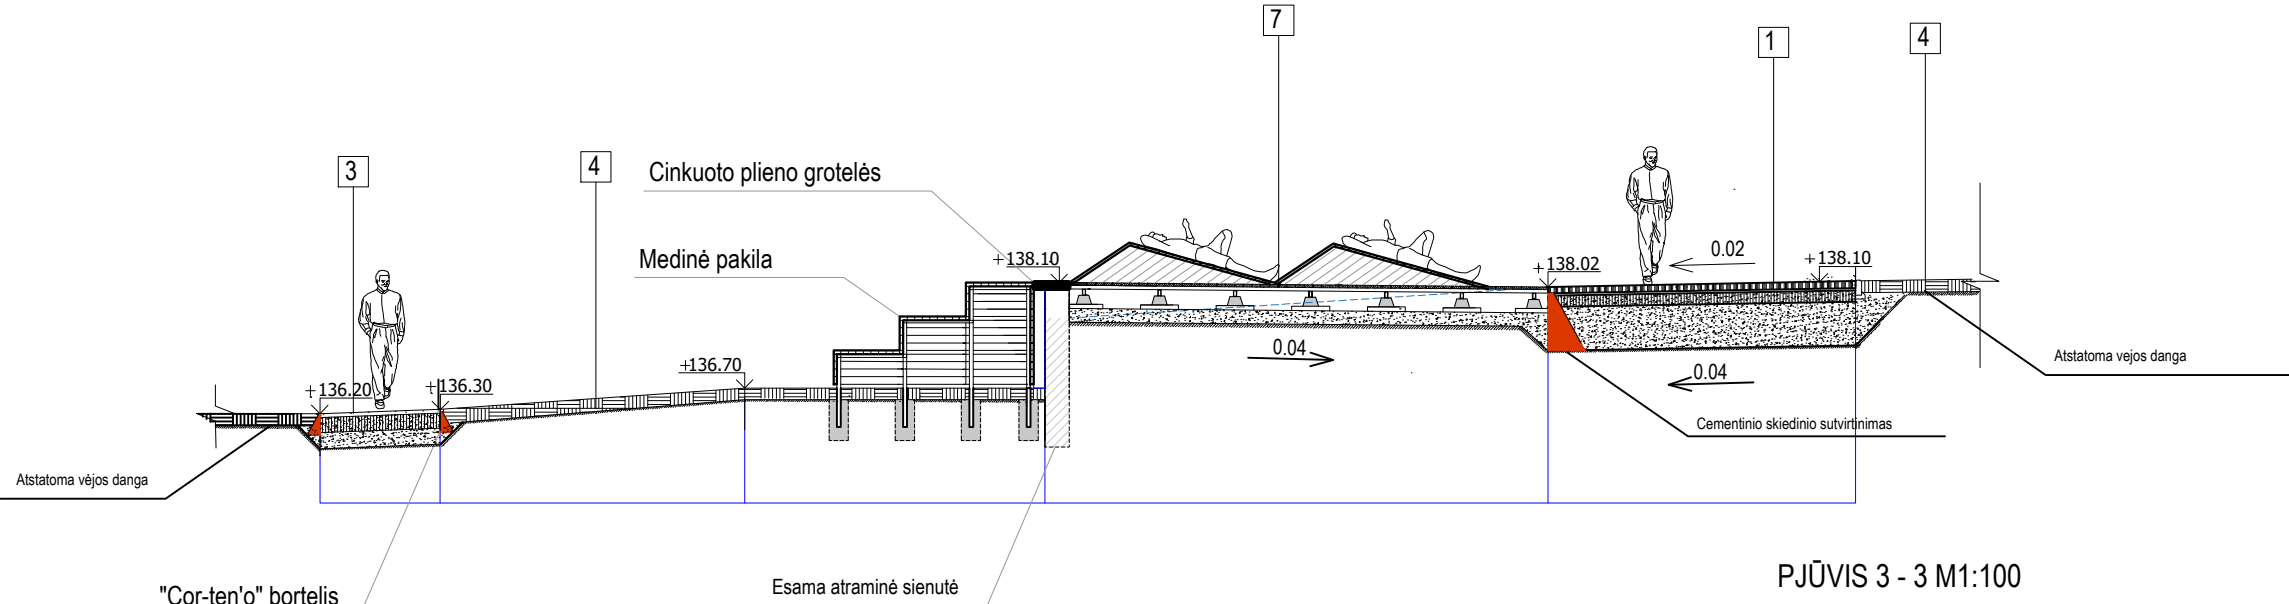 7
1
4
3
4
Cinkuoto plieno grotelės
Medinė pakila
+138.10
+138.02
0.02
+138.10
+136.20
+136.30
+136.70
0.04
0.04
Atstatoma vejos danga
Cementinio skiedinio sutvirtinimas
Atstatoma vėjos danga
"Cor-ten'o" bortelis
Esama atraminė sienutė
PJŪVIS 3 - 3 M1:100